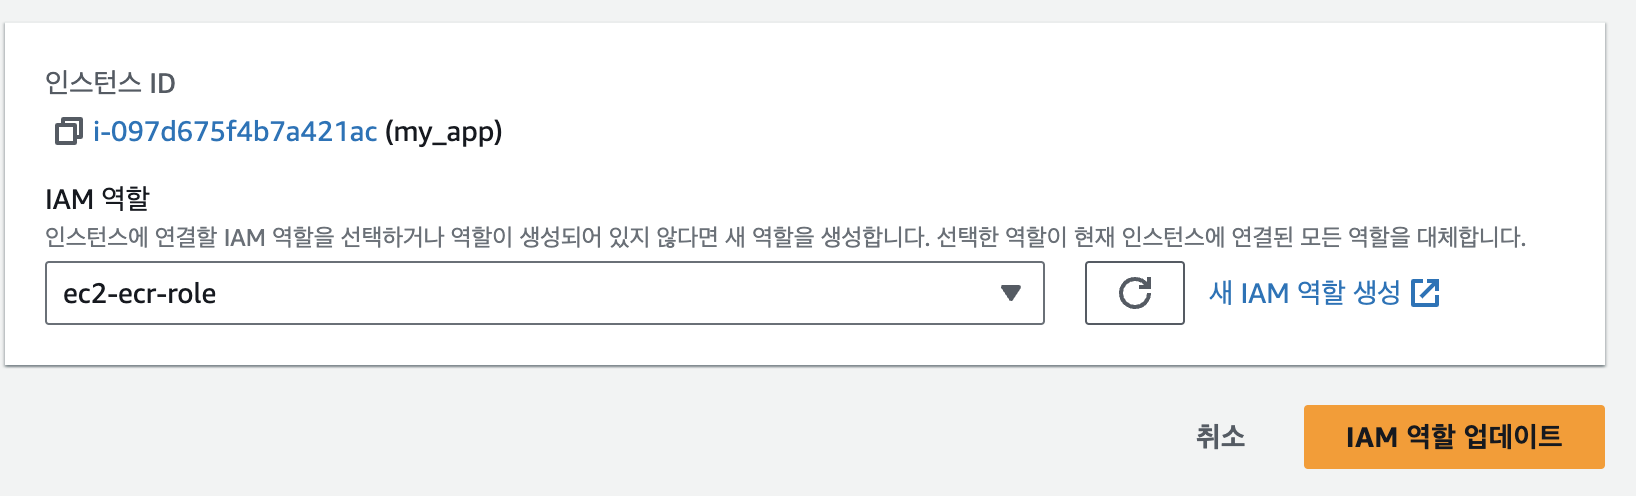 인스턴스 ID
i-097d675f4b7a421ac (my_app)
IAM 역할
인스턴스에 연결할 IAM 역할을 선택하거나 역할이 생성되어 있지 않다면 새 역할을 생성합니다. 선택한 역할이 현재 인스턴스에 연결된 모든 역할을 대체합니다.
ec2-ecr-role
새 IAM 역할 생성
취소
IAM 역할 업데이트